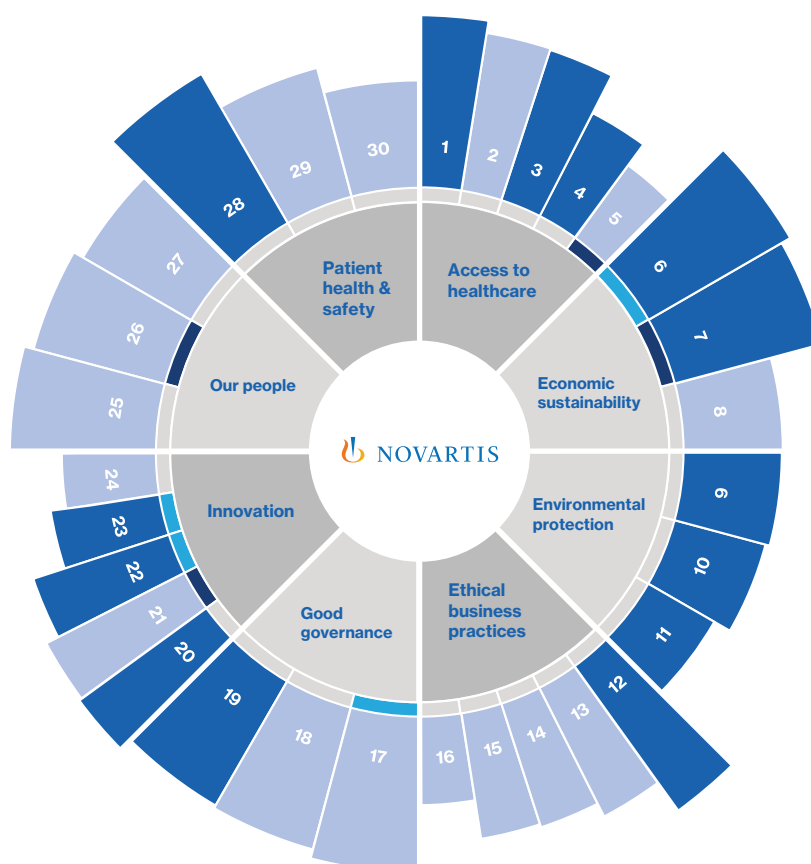 1
2
3
4
5
6
7
8
9
10
11
12
13
14
15
16
17
18
19
20
21
22
23
24
25
26
27
28
29
30
Patient
health &
safety
Access to
healthcare
Economic
sustainability
Environmental
protection
Ethical
business
practices
Good
governance
Innovation
Our people
NOVARTIS